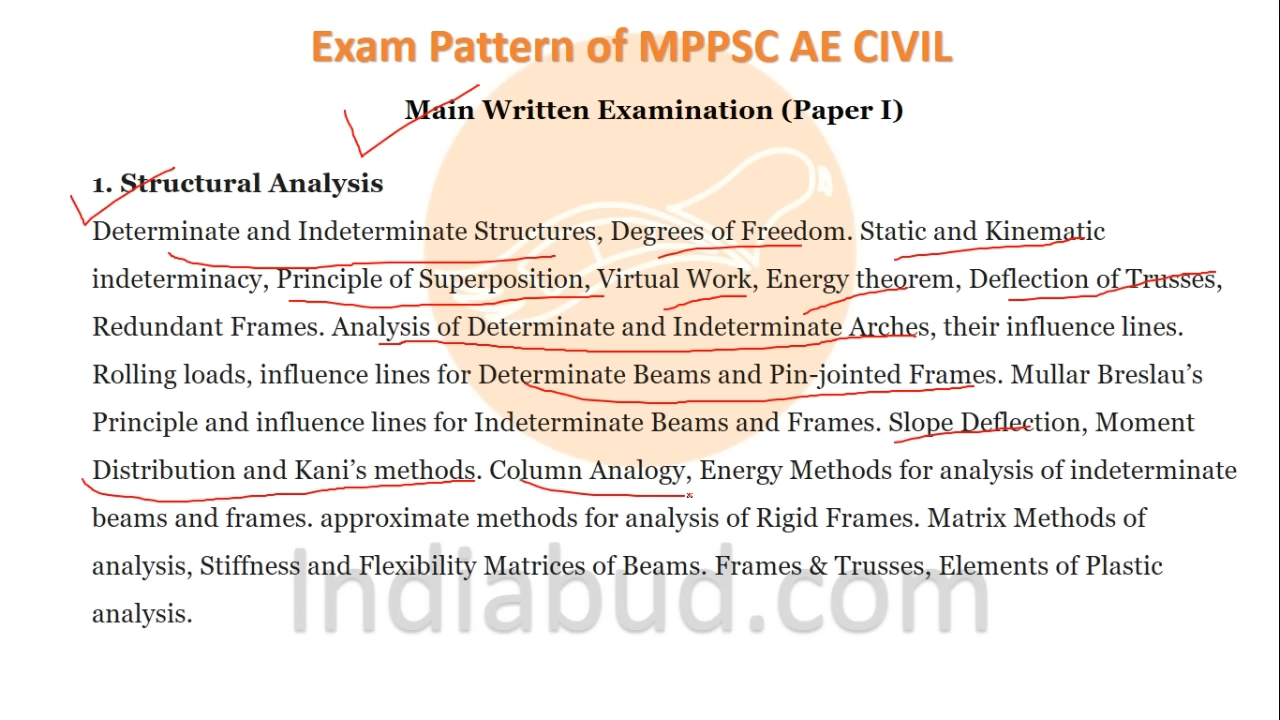 Exam Pattern of MPPSC AE CIVIL
Main Written Examination (Paper I)
1. Structural Analysis
Determinate and Indeterminate Structures, Degrees of Freedom. Static and Kinematic
indeterminacy, Principle of Superposition, Virtual Work, Energy theorem, Deflection of Trusses,
Redundant Frames. Analysis of Determinate and Indeterminate Arches, their influence lines.
Rolling loads, influence lines for Determinate Beams and Pin-jointed Frames. Mullar Breslau’s
Principle and influence lines for Indeterminate Beams and Frames. Slope Deflection, Moment
Distribution and Kani’s methods. Column Analogy, Energy Methods for analysis of indeterminate
beams and frames. approximate methods for analysis of Rigid Frames. Matrix Methods of
analysis, Stiffness and Flexibility Matrices of Beams. Frames & Trusses, Elements of Plastic
analysis.
Indiabud.com